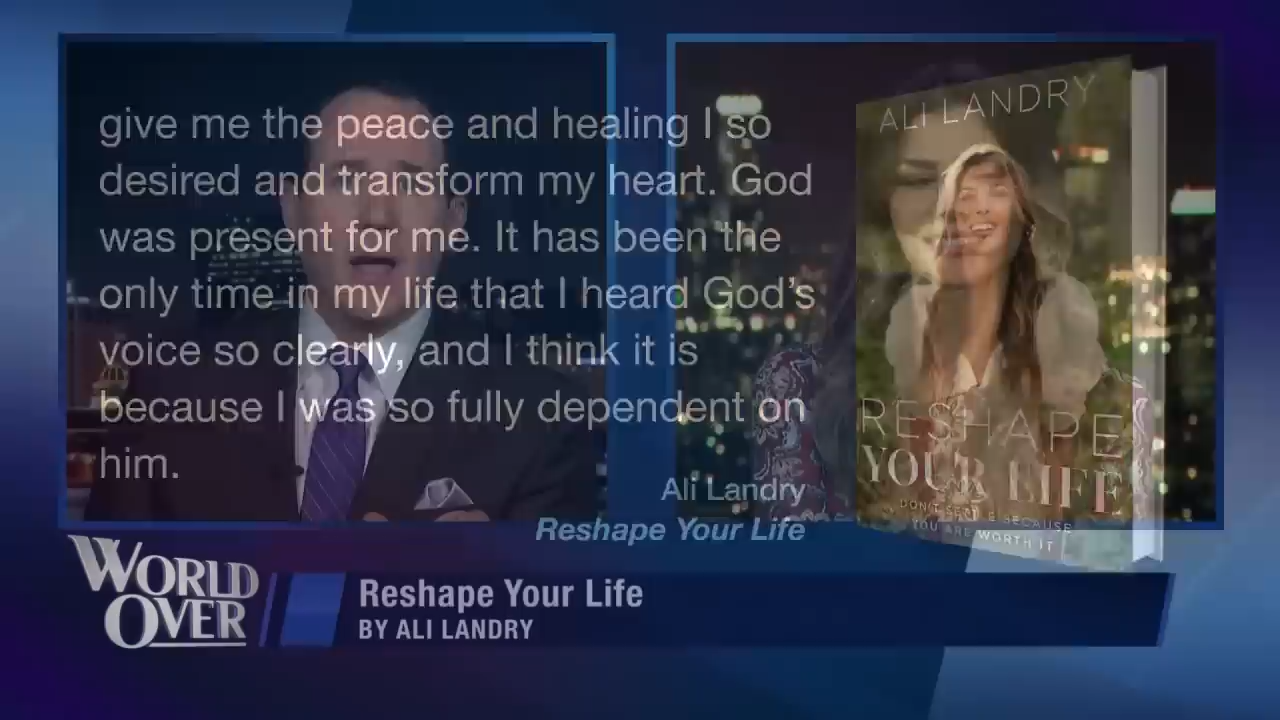 give me the peace and healing I so
desired and transform my heart. God
was present for me. It has been the
only time in my life that I heard God's
voice so clearly, and I think it is
because I was so fully dependent on
him.
Ali Landry
Reshape Your Life
ALI LANDRY
RESHAPE
YOUR LIFE
DON'T SETTLE BECAUSE
YOU ARE WORTH IT
WORLD
OVER
Reshape Your Life
BY ALI LANDRY